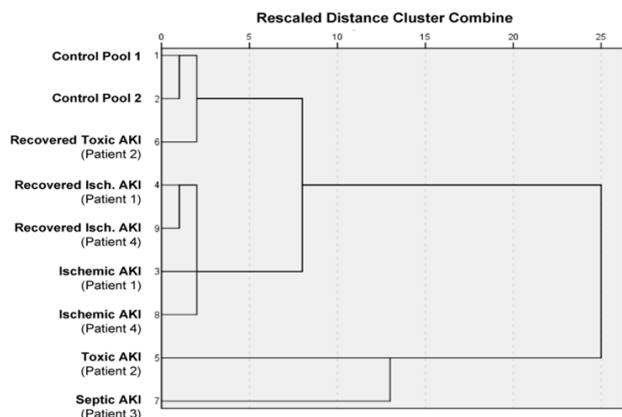 Rescaled Distance Cluster Combine
0 5 10 15 20 25
Control Pool 1 1
Control Pool 2 2
Recovered Toxic AKI 6
(Patient 2)
Recovered Isch. AKI 4
(Patient 1)
Recovered Isch. AKI 9
(Patient 4)
Ischemic AKI 3
(Patient 1)
Ischemic AKI 8
(Patient 4)
Toxic AKI 5
(Patient 2)
Septic AKI 7
(Patient 3)